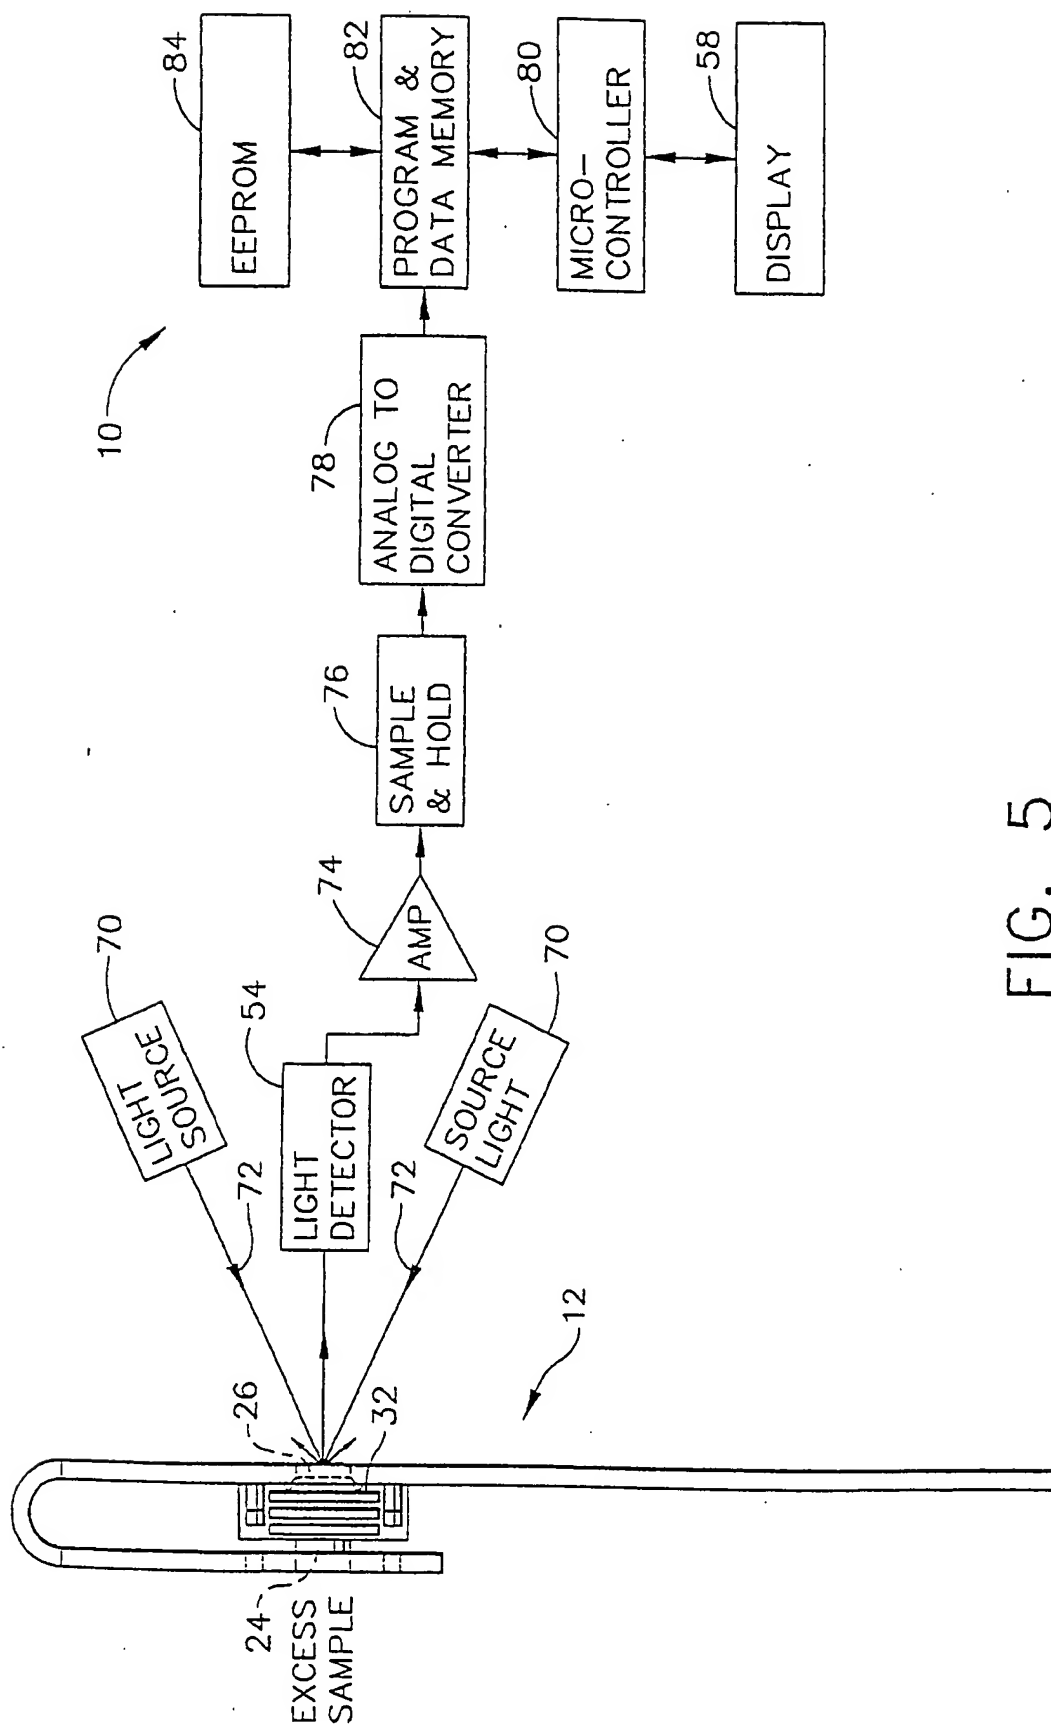 10
84
EEPROM
82
PROGRAM &
DATA MEMORY
80
MICRO-
CONTROLLER
58
DISPLAY
78
ANALOG TO
DIGITAL
CONVERTER
76
SAMPLE
& HOLD
74
AMP
70
LIGHT
SOURCE
72
54
LIGHT
DETECTOR
70
SOURCE
LIGHT
72
26
32
12
24
EXCESS
SAMPLE
FIG. 5